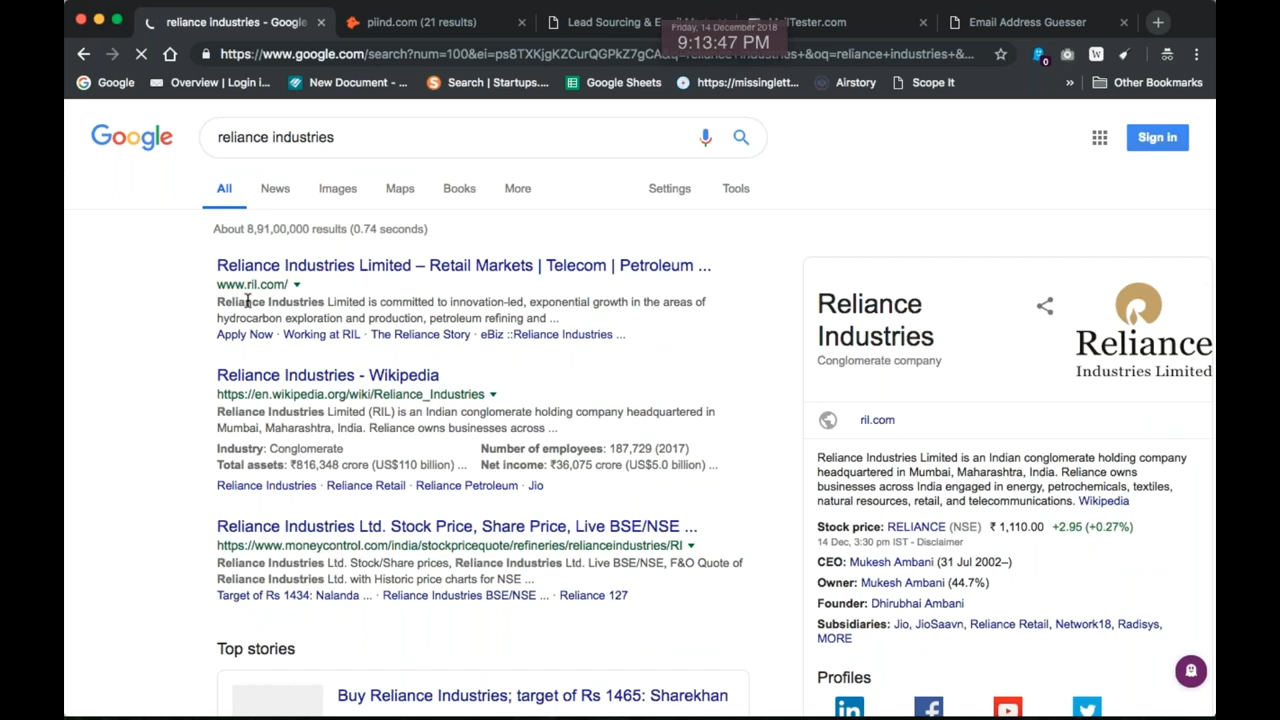 reliance industries - Google
piind.com (21 results)
Lead Sourcing & E
Tester.com
Email Address Guesser
Friday, 14 December 2018
9:13:47 PM
https://www.google.com/search?num=100&ei=ps8TXKjgKZCurQGPkZ7gCA
+&oq=reliance+industries+&...
0
W
Google
Overview | Login i...
New Document - ...
Search | Startups....
Google Sheets
https://missinglett...
Airstory
Scope It
»
Other Bookmarks
Google
reliance industries
Sign in
All
News
Images
Maps
Books
More
Settings
Tools
About 8,91,00,000 results (0.74 seconds)
Reliance Industries Limited – Retail Markets | Telecom | Petroleum ...
www.ril.com/
Reliance Industries Limited is committed to innovation-led, exponential growth in the areas of
hydrocarbon exploration and production, petroleum refining and ...
Apply Now · Working at RIL · The Reliance Story · eBiz ::Reliance Industries ...
Reliance Industries - Wikipedia
https://en.wikipedia.org/wiki/Reliance_Industries
Reliance Industries Limited (RIL) is an Indian conglomerate holding company headquartered in
Mumbai, Maharashtra, India. Reliance owns businesses across ...
Industry: Conglomerate
Number of employees: 187,729 (2017)
Total assets: ₹816,348 crore (US$110 billion) ...
Net income: ₹36,075 crore (US$5.0 billion) ...
Reliance Industries · Reliance Retail · Reliance Petroleum · Jio
Reliance Industries Ltd. Stock Price, Share Price, Live BSE/NSE ...
https://www.moneycontrol.com/india/stockpricequote/refineries/relianceindustries/RI
Reliance Industries Ltd. Stock/Share prices, Reliance Industries Ltd. Live BSE/NSE, F&O Quote of
Reliance Industries Ltd. with Historic price charts for NSE ...
Target of Rs 1434: Nalanda ... · Reliance Industries BSE/NSE ... · Reliance 127
Top stories
Buy Reliance Industries; target of Rs 1465: Sharekhan
Reliance
Industries
Conglomerate company
Reliance
Industries Limited
ril.com
Reliance Industries Limited is an Indian conglomerate holding company
headquartered in Mumbai, Maharashtra, India. Reliance owns
businesses across India engaged in energy, petrochemicals, textiles,
natural resources, retail, and telecommunications. Wikipedia
Stock price: RELIANCE (NSE) ₹ 1,110.00 +2.95 (+0.27%)
14 Dec, 3:30 pm IST - Disclaimer
CEO: Mukesh Ambani (31 Jul 2002–)
Owner: Mukesh Ambani (44.7%)
Founder: Dhirubhai Ambani
Subsidiaries: Jio, JioSaavn, Reliance Retail, Network18, Radisys,
MORE
Profiles